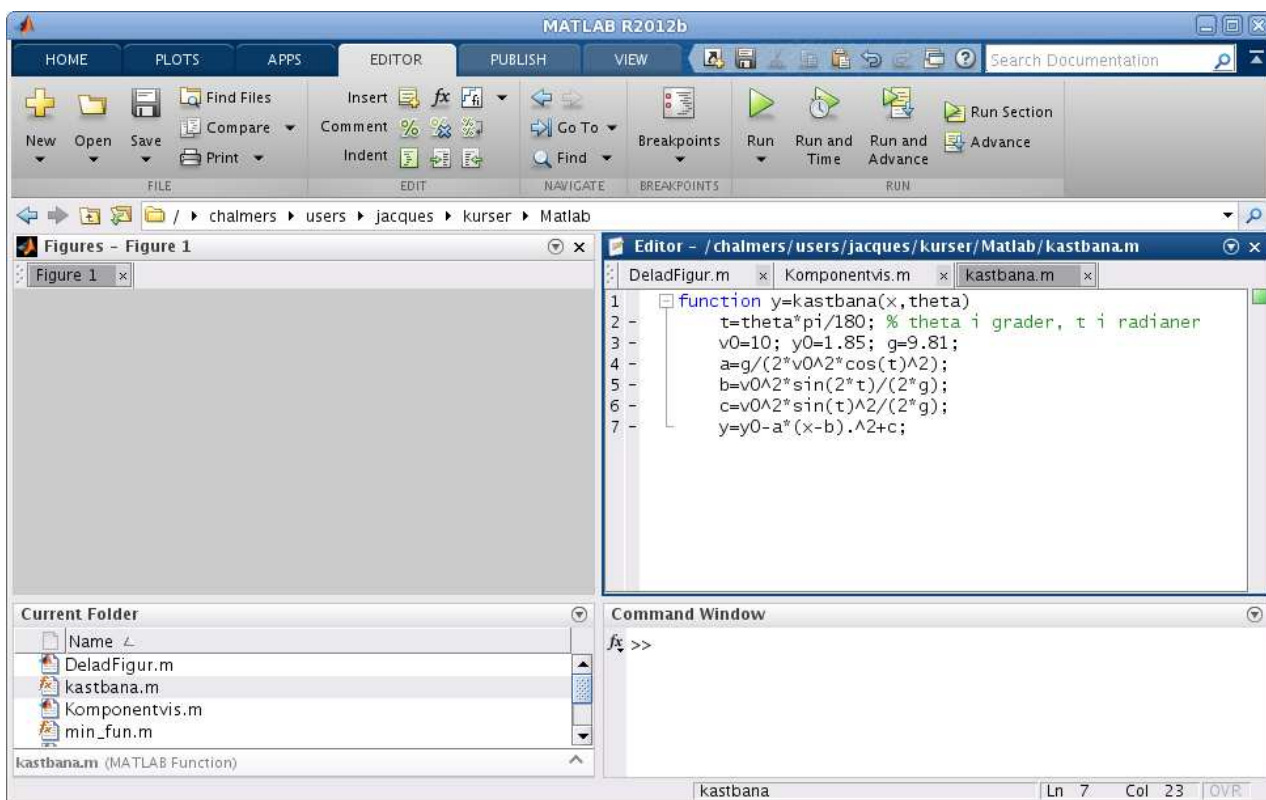 MATLAB R2012b
HOME PLOTS APPS EDITOR PUBLISH VIEW Search Documentation
New Open Save Find Files Compare Print
FILE
Insert fx fi
Comment % %
Indent
EDIT
Go To
Find
NAVIGATE
Breakpoints
BREAKPOINTS
Run Run and Time Run and Advance Run Section Advance
RUN
/ chalmers users jacques kurser Matlab
Figures - Figure 1
Figure 1
Editor - /chalmers/users/jacques/kurser/Matlab/kastbana.m
DeladFigur.m Komponentvis.m kastbana.m
1 function y=kastbana(x,theta)
2 - t=theta*pi/180; % theta i grader, t i radianer
3 - v0=10; y0=1.85; g=9.81;
4 - a=g/(2*v0^2*cos(t)^2);
5 - b=v0^2*sin(2*t)/(2*g);
6 - c=v0^2*sin(t)^2/(2*g);
7 - y=y0-a*(x-b).^2+c;
Current Folder
Name
DeladFigur.m
kastbana.m
Komponentvis.m
min_fun.m
kastbana.m (MATLAB Function)
Command Window
fx >>
kastbana Ln 7 Col 23 OVR